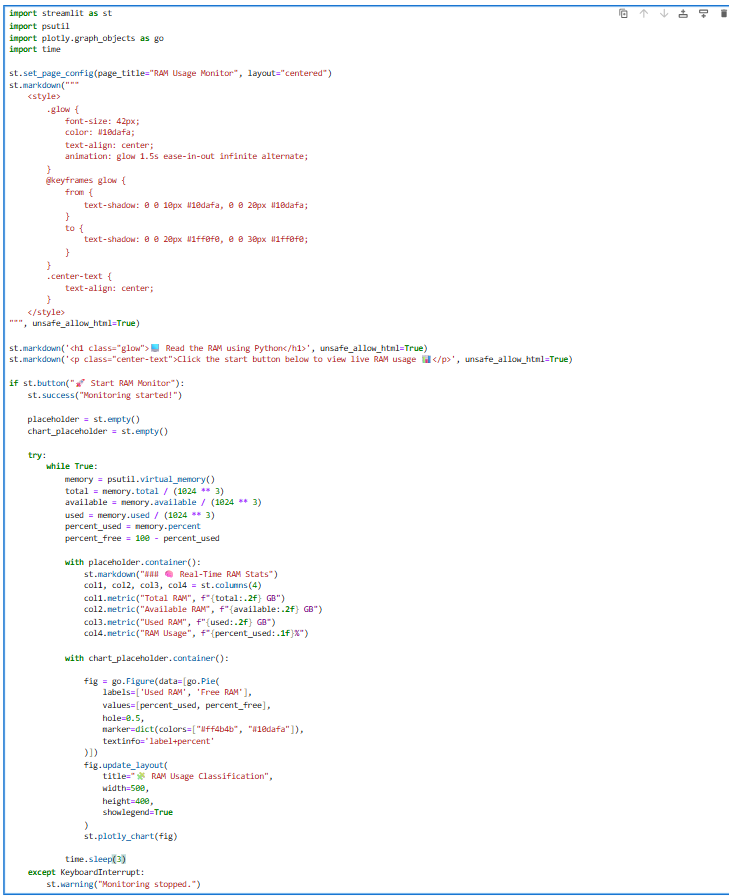 import streamlit as st
import psutil
import plotly.graph_objects as go
import time

st.set_page_config(page_title="RAM Usage Monitor", layout="centered")
st.markdown("""
    <style>
        .glow {
            font-size: 42px;
            color: #10dafa;
            text-align: center;
            animation: glow 1.5s ease-in-out infinite alternate;
        }
        @keyframes glow {
            from {
                text-shadow: 0 0 10px #10dafa, 0 0 20px #10dafa;
            }
            to {
                text-shadow: 0 0 20px #1ff0f0, 0 0 30px #1ff0f0;
            }
        }
        .center-text {
            text-align: center;
        }
    </style>
""", unsafe_allow_html=True)

st.markdown('<h1 class="glow"> Read the RAM using Python</h1>', unsafe_allow_html=True)
st.markdown('<p class="center-text">Click the start button below to view live RAM usage 📊</p>', unsafe_allow_html=True)

if st.button("🚀 Start RAM Monitor"):
    st.success("Monitoring started!")

    placeholder = st.empty()
    chart_placeholder = st.empty()

    try:
        while True:
            memory = psutil.virtual_memory()
            total = memory.total / (1024 ** 3)
            available = memory.available / (1024 ** 3)
            used = memory.used / (1024 ** 3)
            percent_used = memory.percent
            percent_free = 100 - percent_used

            with placeholder.container():
                st.markdown("### 🧠 Real-Time RAM Stats")
                col1, col2, col3, col4 = st.columns(4)
                col1.metric("Total RAM", f"{total:.2f} GB")
                col2.metric("Available RAM", f"{available:.2f} GB")
                col3.metric("Used RAM", f"{used:.2f} GB")
                col4.metric("RAM Usage", f"{percent_used:.1f}%")

            with chart_placeholder.container():

                fig = go.Figure(data=[go.Pie(
                    labels=['Used RAM', 'Free RAM'],
                    values=[percent_used, percent_free],
                    hole=0.5,
                    marker=dict(colors=["#ff4b4b", "#10dafa"]),
                    textinfo='label+percent'
                )])
                fig.update_layout(
                    title="🧩 RAM Usage Classification",
                    width=500,
                    height=400,
                    showlegend=True
                )
                st.plotly_chart(fig)

            time.sleep(3)
    except KeyboardInterrupt:
        st.warning("Monitoring stopped.")